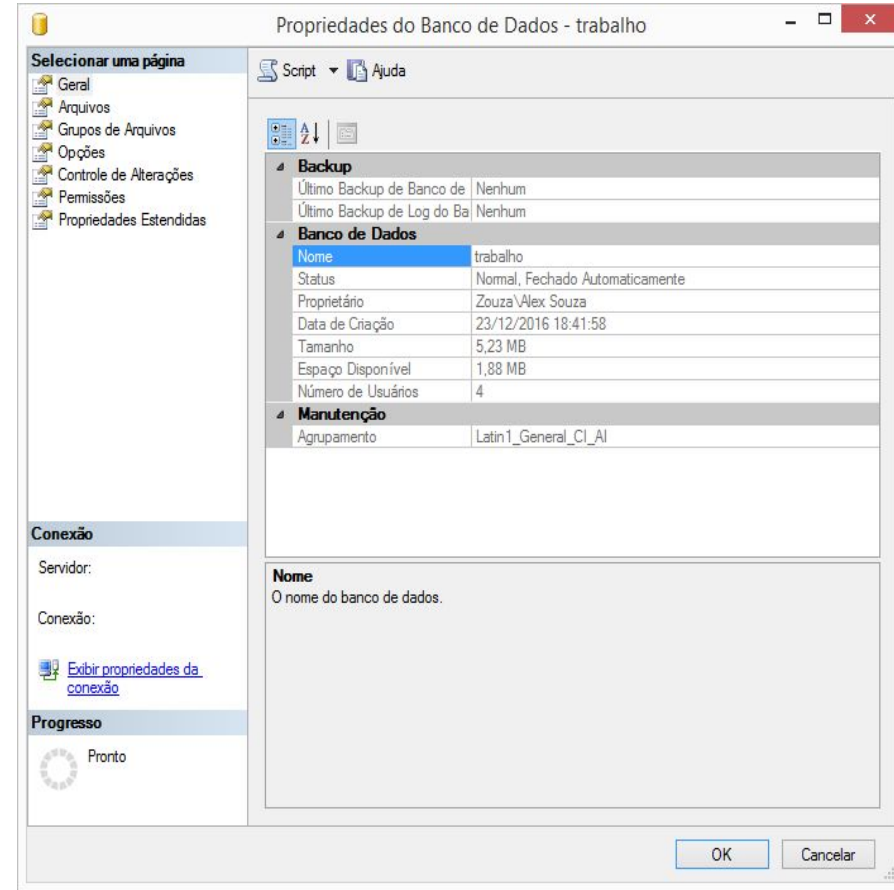 Propriedades do Banco de Dados - trabalho
Selecionar uma página
Geral
Arquivos
Grupos de Arquivos
Opções
Controle de Alterações
Permissões
Propriedades Estendidas
Script Ajuda
Backup
Último Backup de Banco de Nenhum
Último Backup de Log do Ba Nenhum
Banco de Dados
Nome trabalho
Status Normal, Fechado Automaticamente
Proprietário Zouza\Alex Souza
Data de Criação 23/12/2016 18:41:58
Tamanho 5,23 MB
Espaço Disponível 1,88 MB
Número de Usuários 4
Manutenção
Agrupamento Latin1_General_CI_AI
Conexão
Servidor:
Conexão:
Exibir propriedades da
conexão
Progresso
Pronto
Nome
O nome do banco de dados.
OK Cancelar